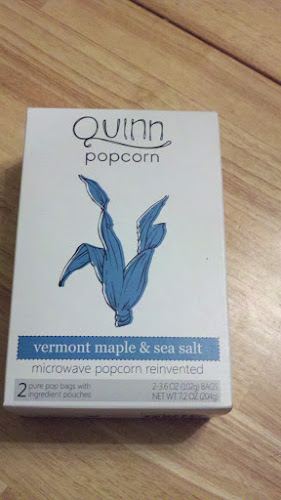 Quinn
popcorn
vermont maple & sea salt
microwave popcorn reinvented
2 pure pop bags with
ingredient pouches
2-3.6 OZ (102g) BAGS
NET WT 7.2 OZ (204g)